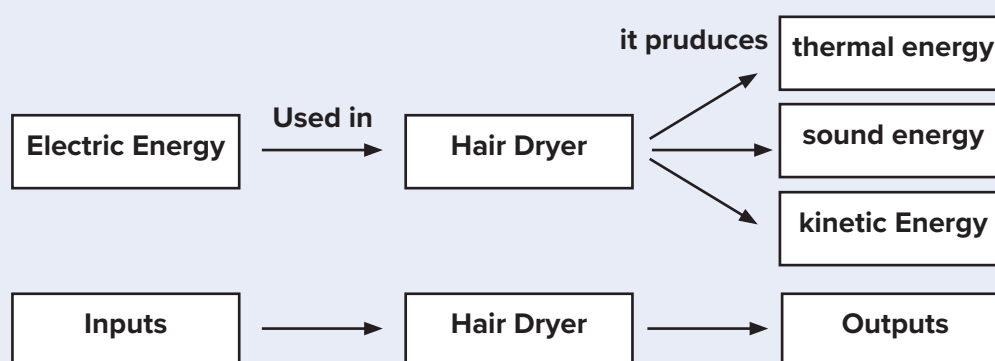 it pruduces
thermal energy
Used in
Electric Energy
Hair Dryer
sound energy
kinetic Energy
Inputs
Hair Dryer
Outputs